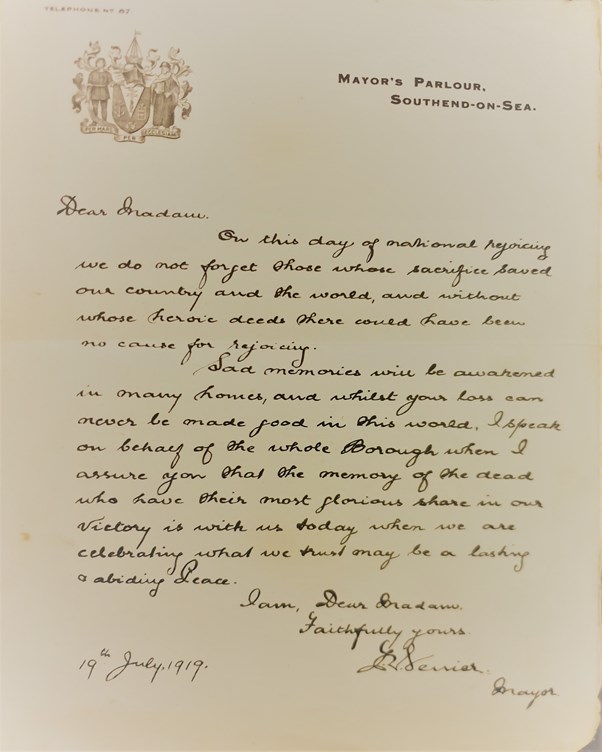 TELEPHONE Nº 87.
MAYOR'S PARLOUR,
SOUTHEND-ON-SEA.
PER MARE
PER
ECCLESIAM
Dear Madam.
On this day of national rejoicing
we do not forget those whose sacrifice saved
our country and the world, and without
whose heroic deeds there could have been
no cause for rejoicing.
Sad memories will be awakened
in many homes, and whilst your loss can
never be made good in this world. I speak
on behalf of the whole Borough when I
assure you that the memory of the dead
who have their most glorious share in our
Victory is with us today when we are
celebrating what we trust may be a lasting
& abiding Peace.
I am, Dear Madam.
Faithfully yours.
19th July. 1919.
Mayor